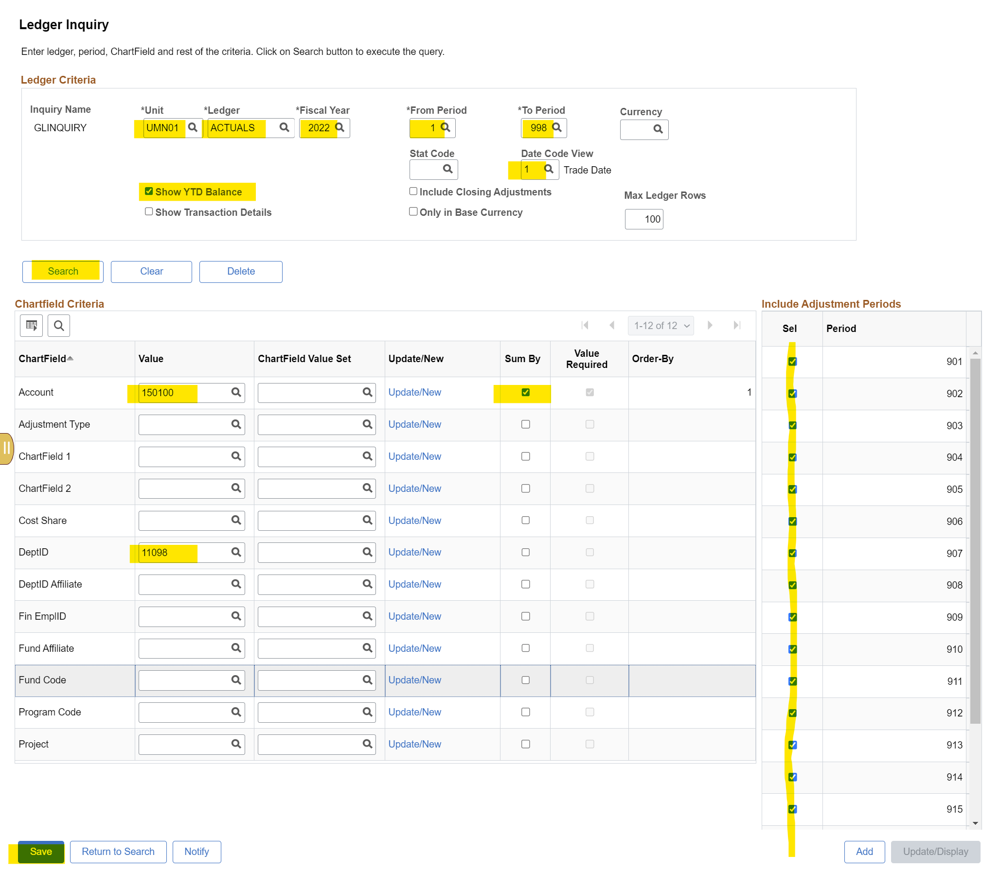 Ledger Inquiry
Enter ledger, period, ChartField and rest of the criteria. Click on Search button to execute the query.
Ledger Criteria
Inquiry Name *Unit *Ledger *Fiscal Year *From Period *To Period Currency
GLINQUIRY UMN01 ACTUALS 2022 1 998
Stat Code Date Code View
1 Trade Date
Show YTD Balance Include Closing Adjustments Max Ledger Rows
Show Transaction Details Only in Base Currency 100
Search Clear Delete
Chartfield Criteria
1-12 of 12
ChartField Value ChartField Value Set Update/New Sum By Value Required Order-By
Account 150100 Update/New 1
Adjustment Type Update/New
ChartField 1 Update/New
ChartField 2 Update/New
Cost Share Update/New
DeptID 11098 Update/New
DeptID Affiliate Update/New
Fin EmplID Update/New
Fund Affiliate Update/New
Fund Code Update/New
Program Code Update/New
Project Update/New
Include Adjustment Periods
Sel Period
901
902
903
904
905
906
907
908
909
910
911
912
913
914
915
Save Return to Search Notify Add Update/Display